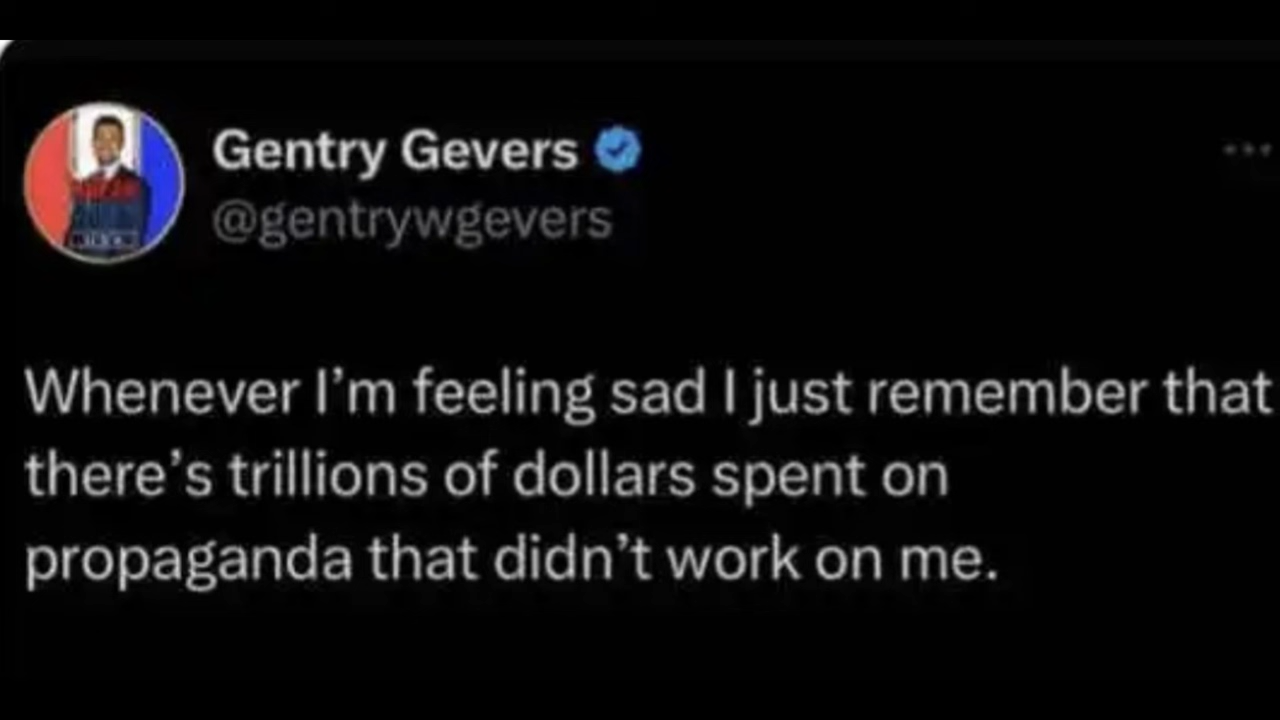 Gentry Gevers
@gentrywgevers
Whenever I’m feeling sad I just remember that
there’s trillions of dollars spent on
propaganda that didn’t work on me.